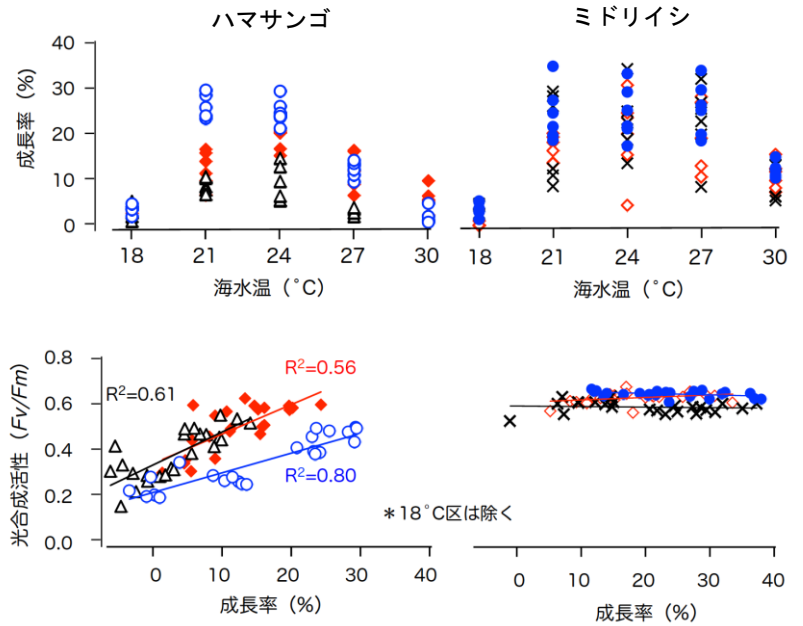 ハマサンゴ
ミドリイシ
成長率（%）
40
30
20
10
0
18
21
24
27
30
18
21
24
27
30
海水温（˚C）
海水温（˚C）
光合成活性（Fv/Fm）
0.8
0.6
0.4
0.2
0.0
R²=0.61
R²=0.56
R²=0.80
＊18˚C区は除く
0
10
20
30
40
0
10
20
30
40
成長率（%）
成長率（%）